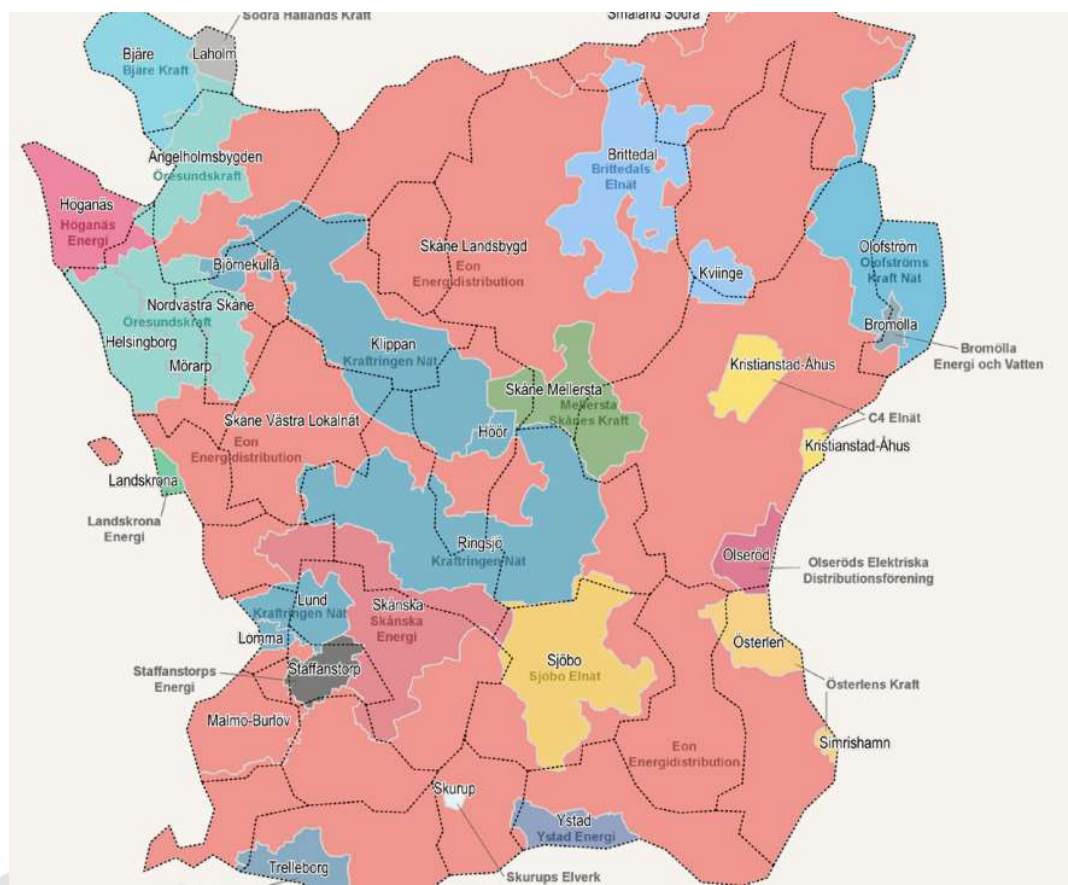 Södra Hallands Kraft
Småland Södra
Bjäre
Bjäre Kraft
Laholm
Ängelholmsbygden
Öresundskraft
Höganäs
Höganäs
Energi
Brittedal
Brittedals
Elnät
Björnekulla
Skåne Landsbygd
Eon
Energidistribution
Kviinge
Olofström
Olofströms
Kraft Nät
Nordvästra Skåne
Öresundskraft
Helsingborg
Mörarp
Klippan
Kraftringen Nät
Bromölla
Bromölla
Energi och Vatten
Kristianstad-Åhus
Skåne Mellersta
Mellersta
Skånes Kraft
C4 Elnät
Skåne Västra Lokalnät
Eon
Energidistribution
Höör
Kristianstad-Åhus
Landskrona
Landskrona
Energi
Ringsjö
Kraftringen Nät
Olseröd
Olseröds Elektriska
Distributionsförening
Lund
Kraftringen Nät
Skånska
Skånska
Energi
Lomma
Österlen
Staffanstorp
Staffanstorps
Energi
Sjöbo
Sjöbo Elnät
Österlens Kraft
Malmö-Burlöv
Simrishamn
Eon
Energidistribution
Skurup
Ystad
Ystad Energi
Trelleborg
Skurups Elverk